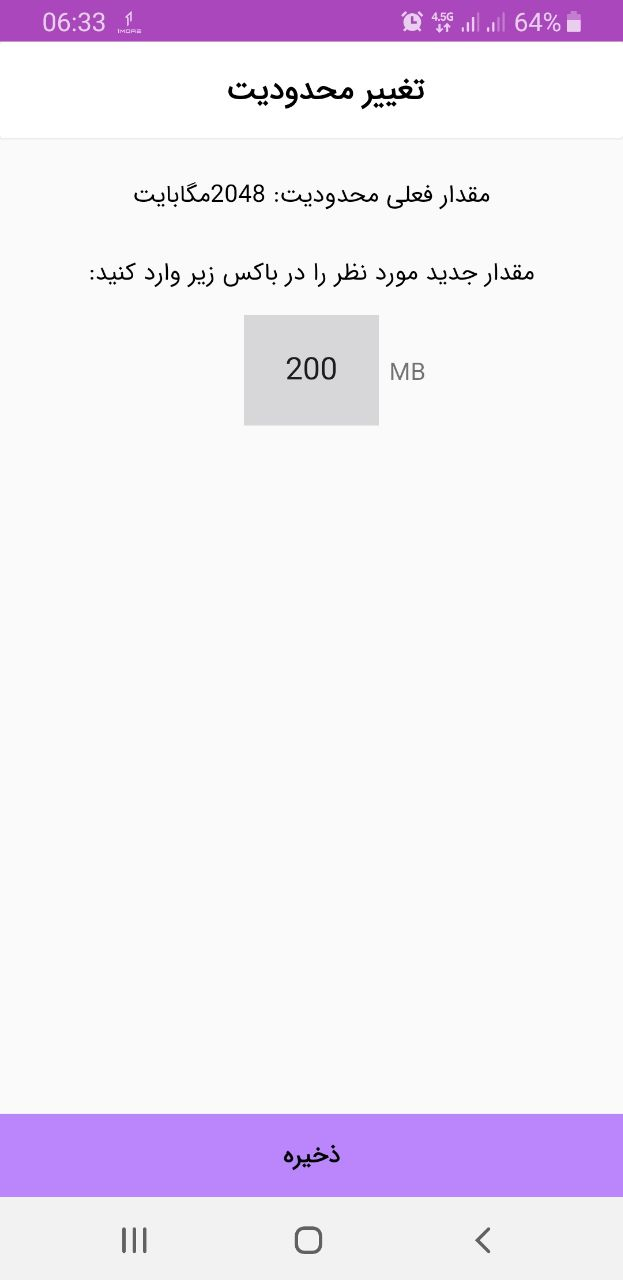 06:33 1MORE 4.5G 64%
تغییر محدودیت
مقدار فعلی محدودیت: 2048مگابایت
مقدار جدید مورد نظر را در باکس زیر وارد کنید:
200 MB
ذخیره